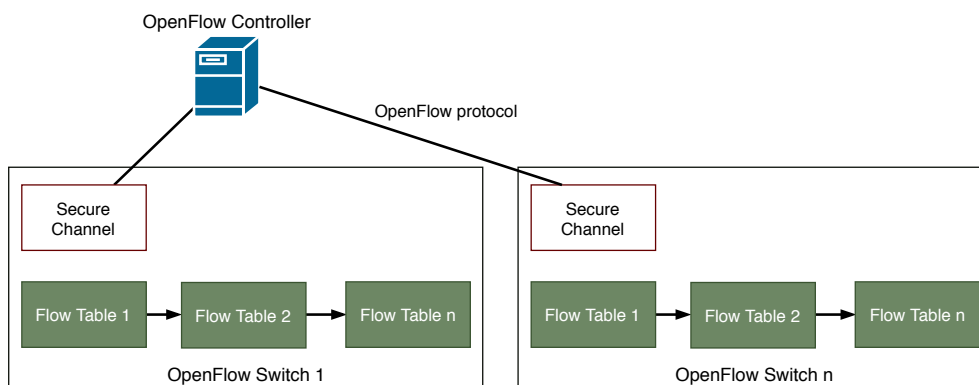 OpenFlow Controller
OpenFlow protocol
Secure
Channel
Flow Table 1
Flow Table 2
Flow Table n
OpenFlow Switch 1
Secure
Channel
Flow Table 1
Flow Table 2
Flow Table n
OpenFlow Switch n